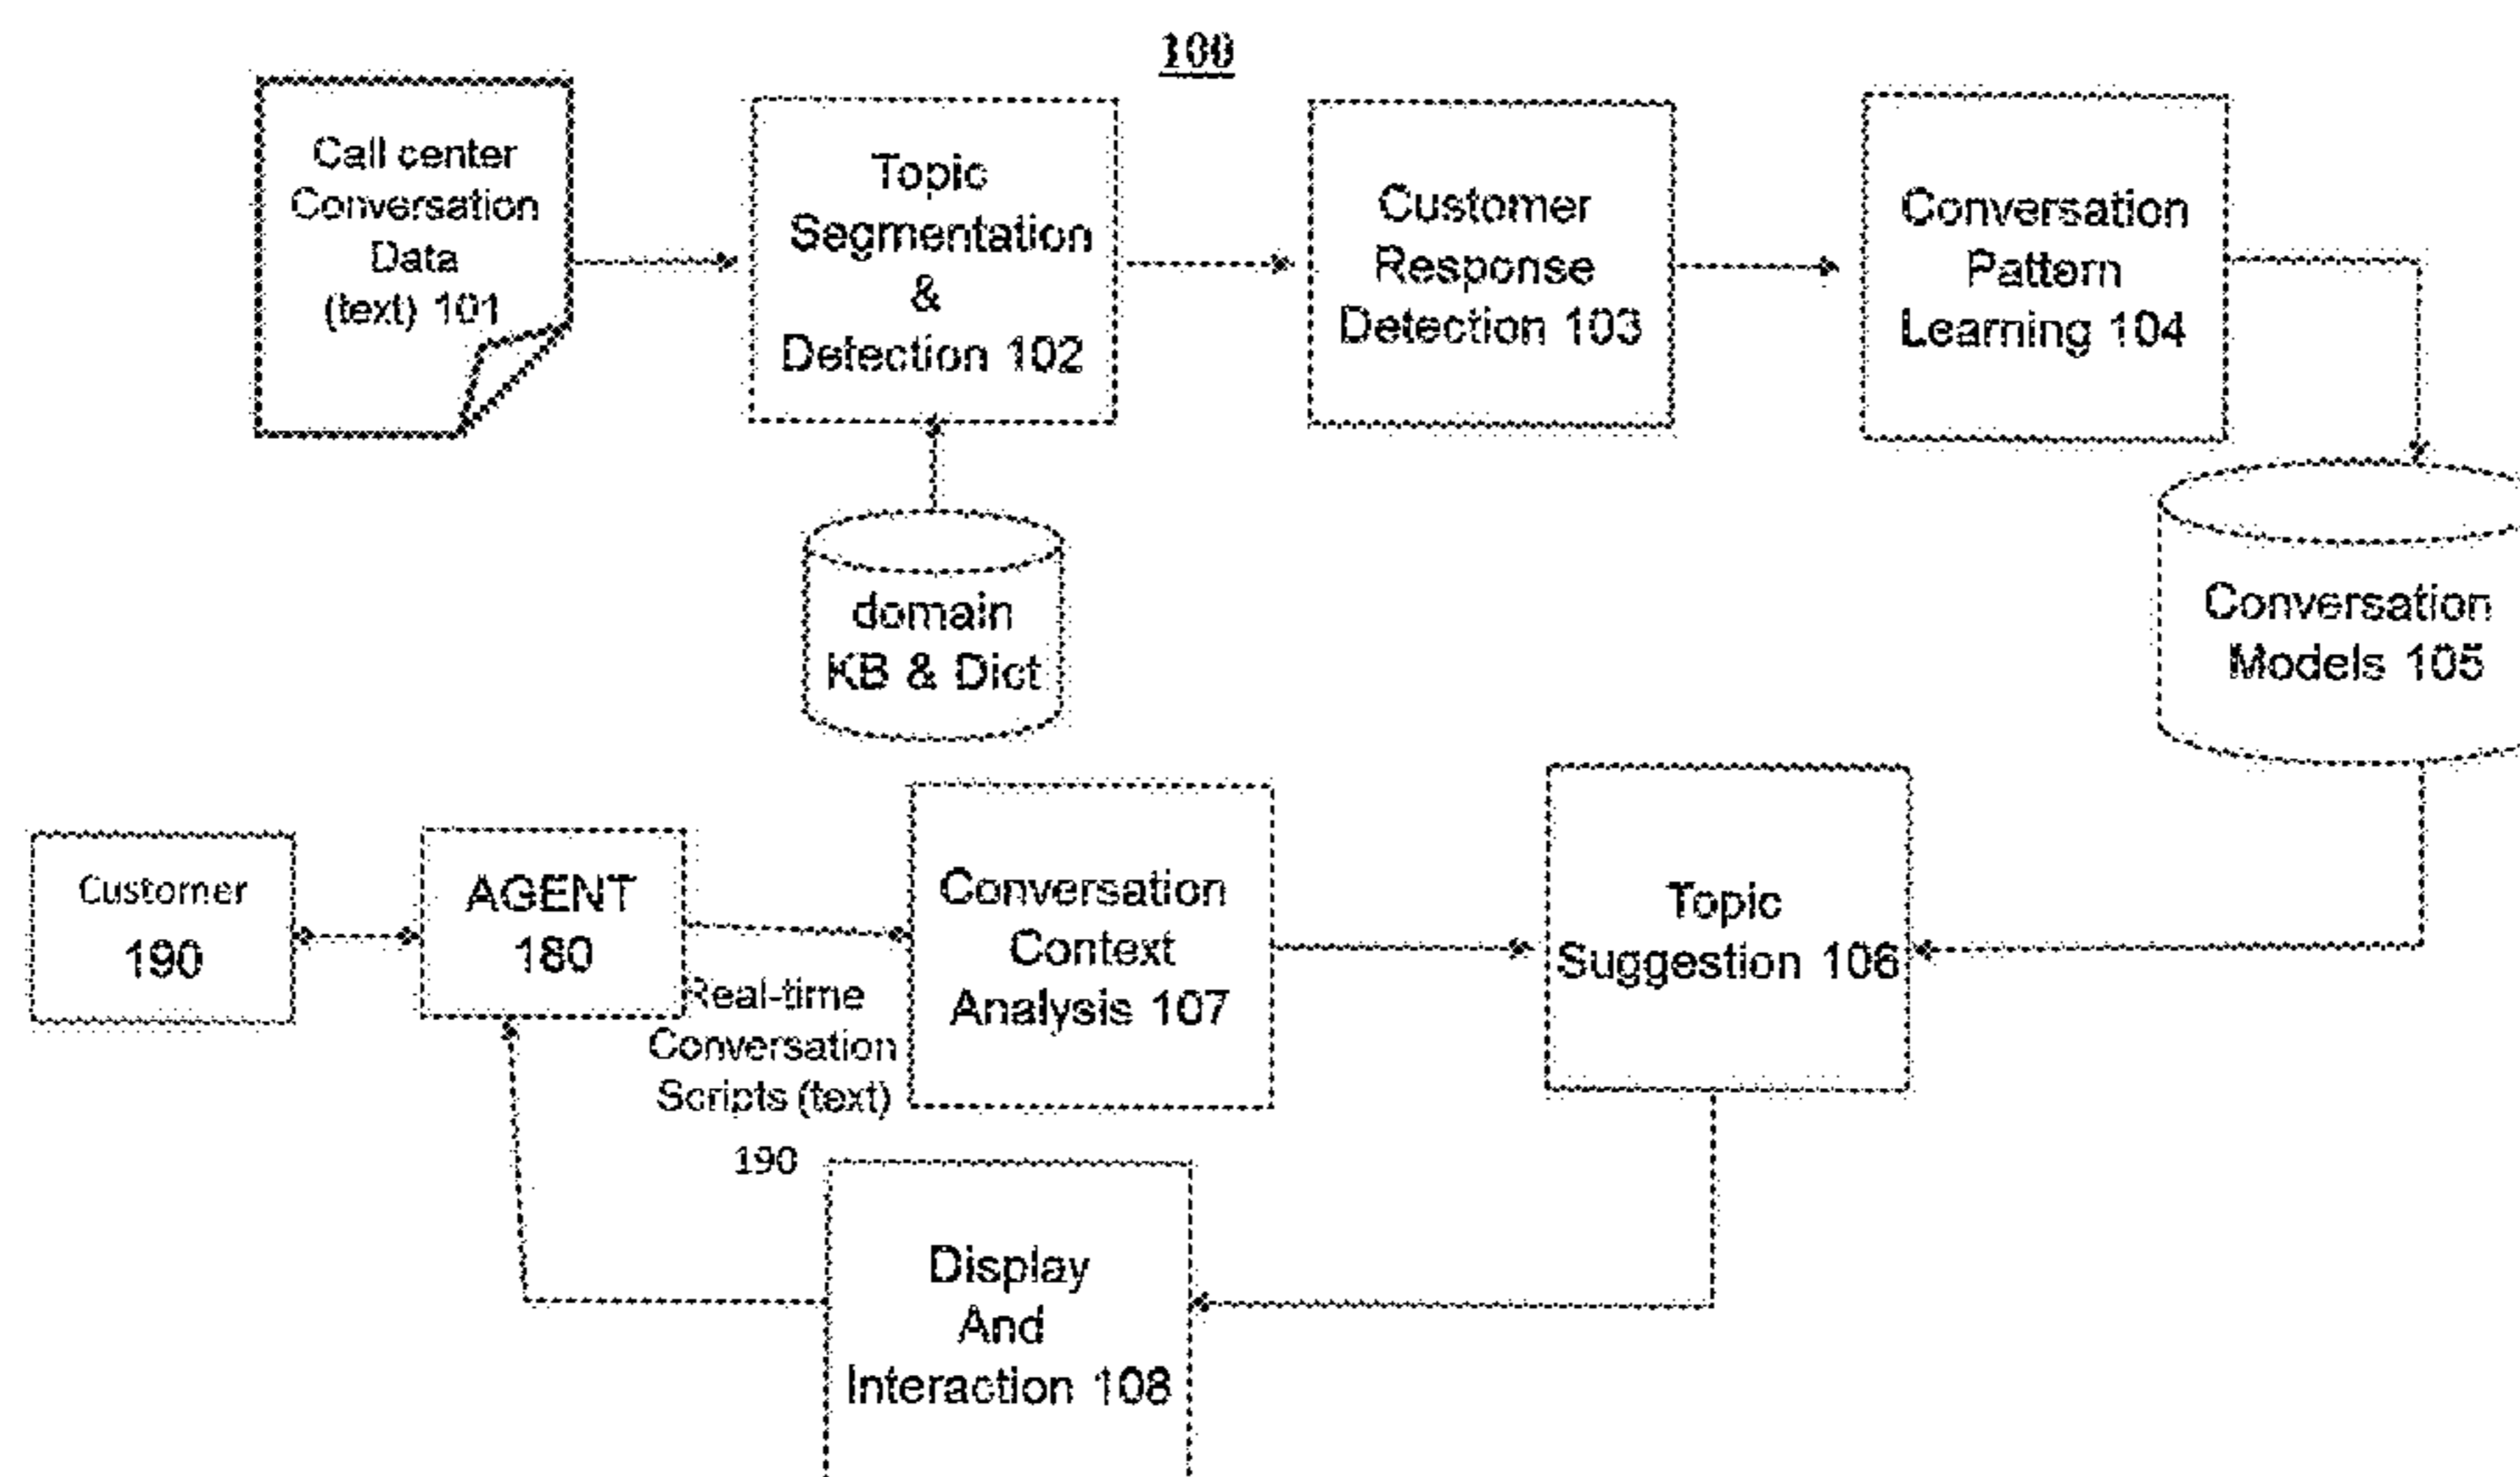 100
Call center
Conversation
Data
(text) 101
Topic
Segmentation
&
Detection 102
Customer
Response
Detection 103
Conversation
Pattern
Learning 104
domain
KB & Dict
Conversation
Models 105
Customer
190
AGENT
180
Real-time
Conversation
Scripts (text)
190
Conversation
Context
Analysis 107
Topic
Suggestion 106
Display
And
Interaction 108